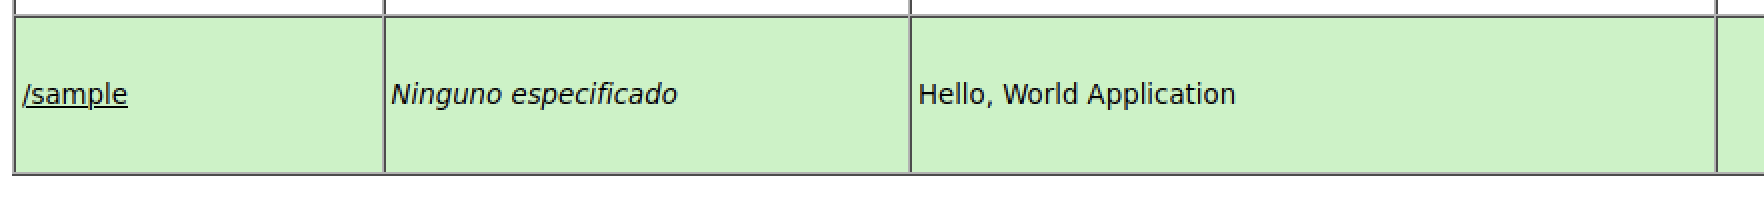 /sample
Ninguno especificado
Hello, World Application